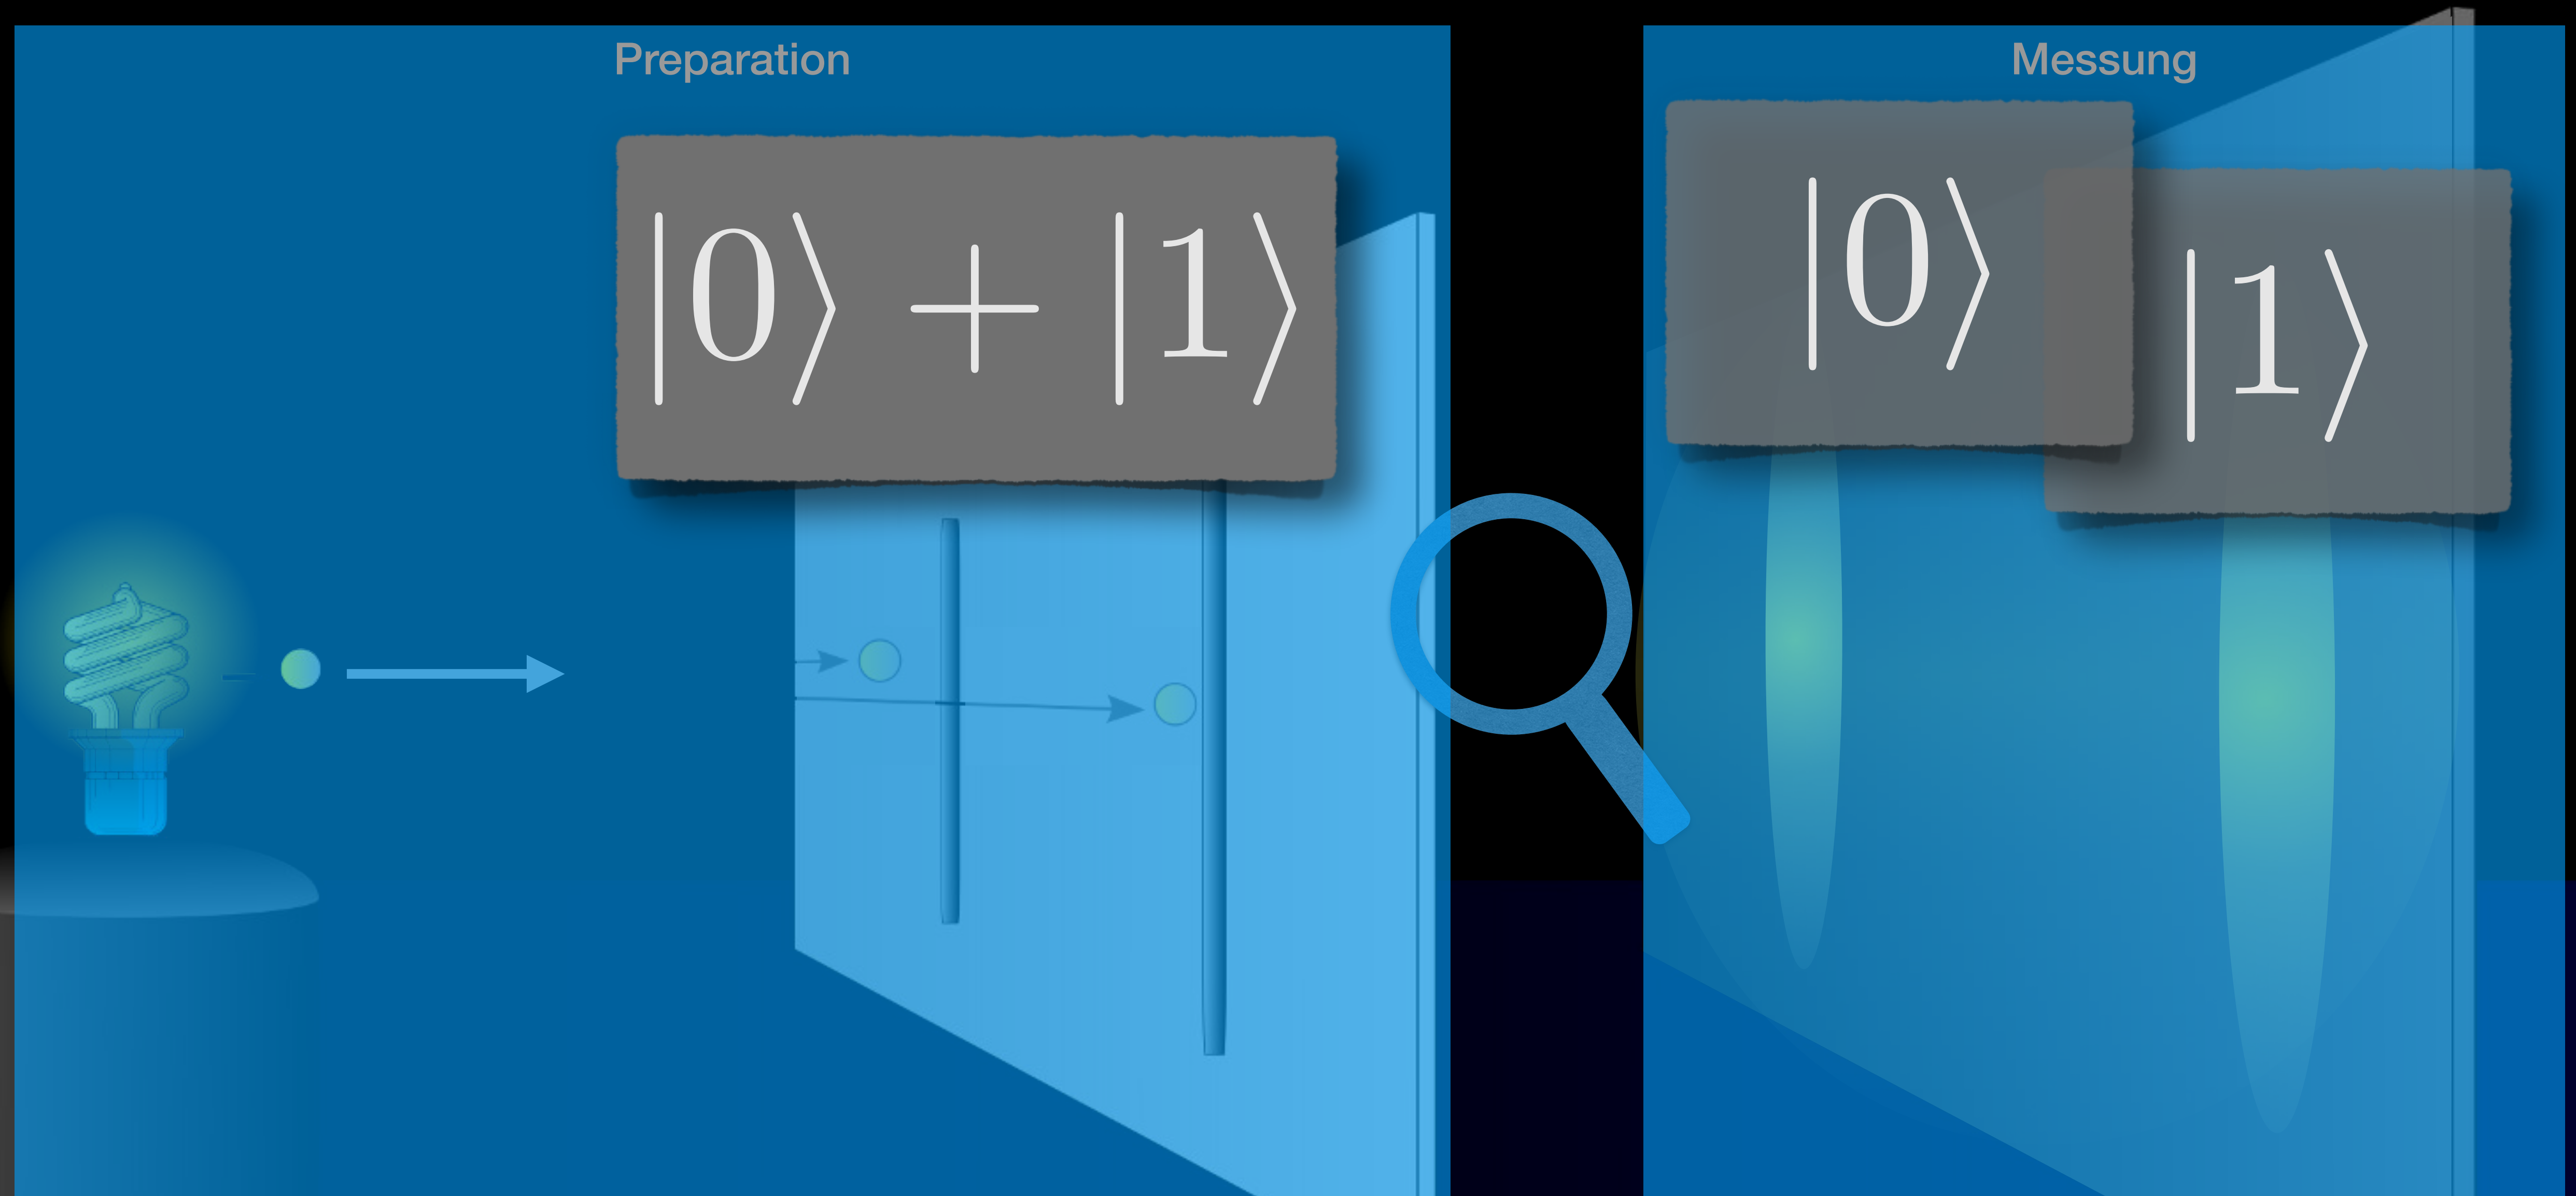 Preparation
|0⟩ + |1⟩
Messung
|0⟩
|1⟩